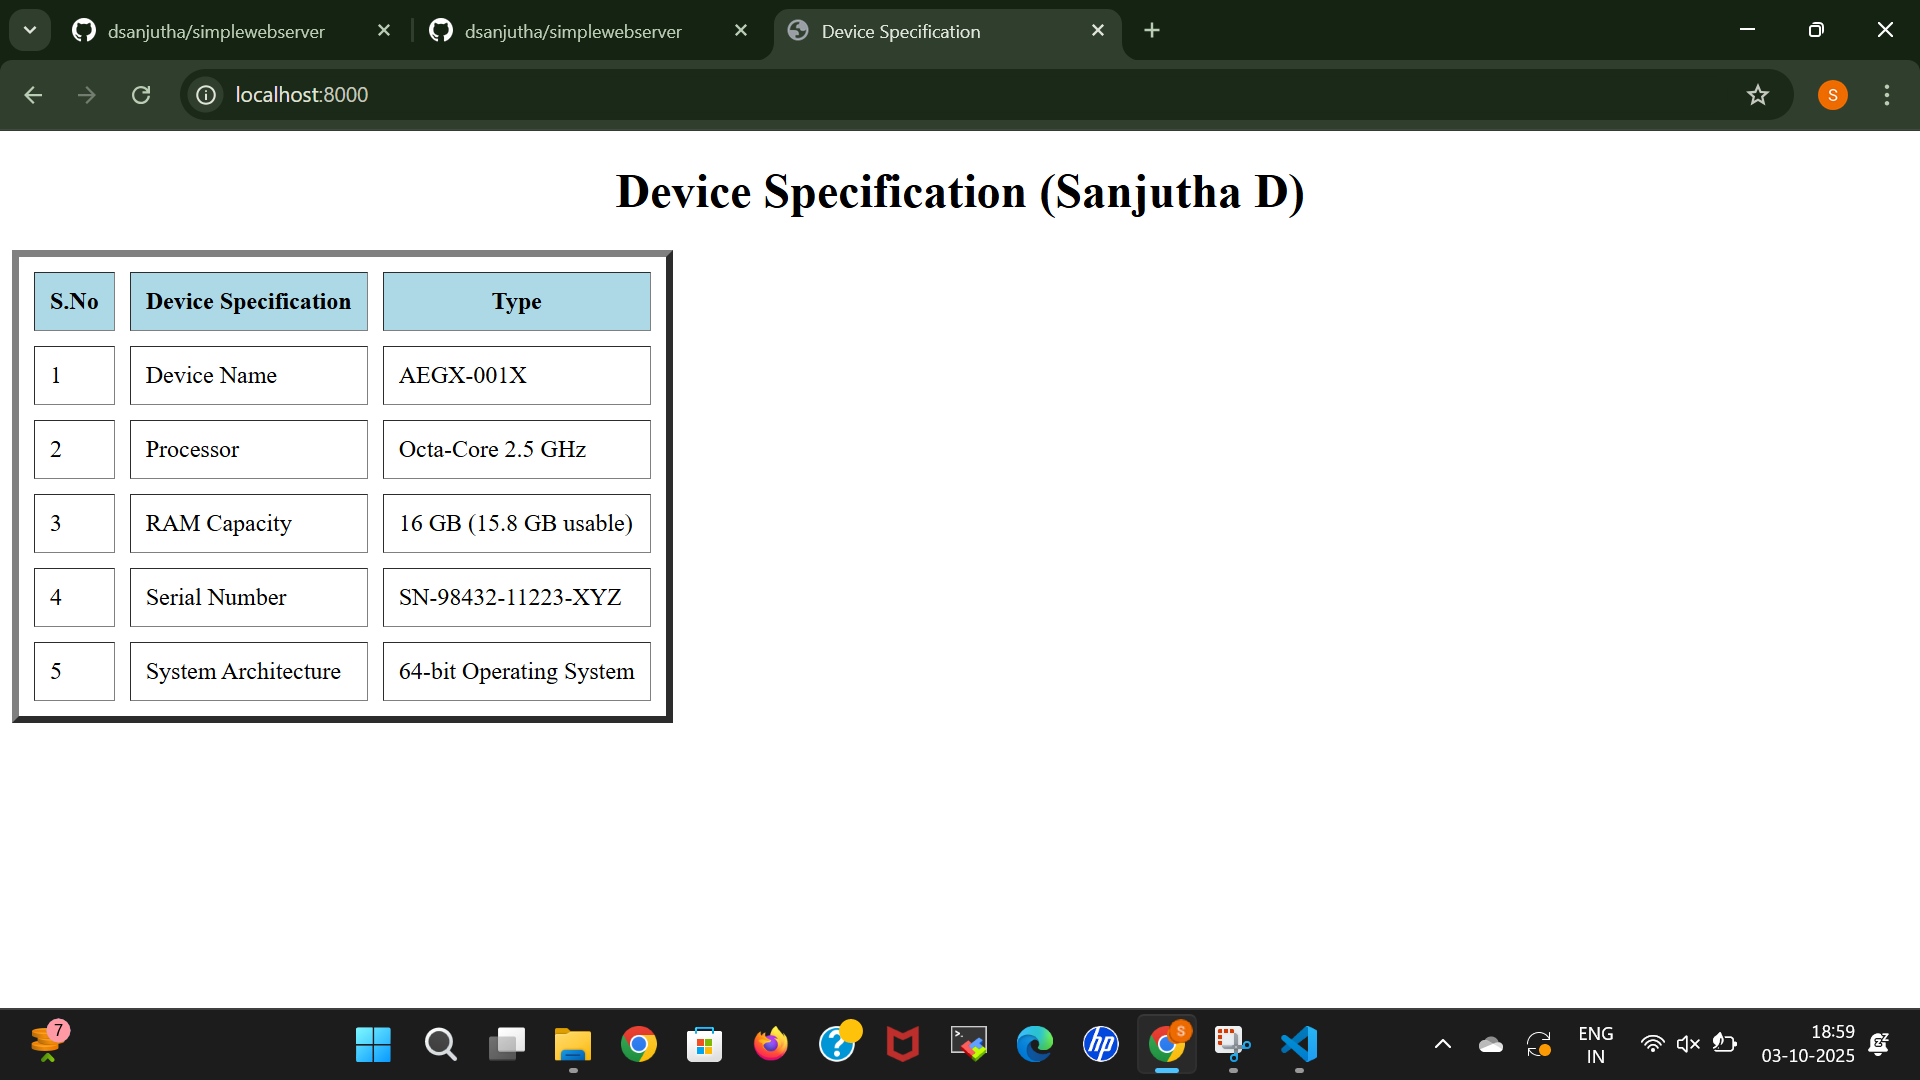 dsanjutha/simplewebserver
dsanjutha/simplewebserver
Device Specification
localhost:8000
S
Device Specification (Sanjutha D)
S.No Device Specification Type
1 Device Name AEGX-001X
2 Processor Octa-Core 2.5 GHz
3 RAM Capacity 16 GB (15.8 GB usable)
4 Serial Number SN-98432-11223-XYZ
5 System Architecture 64-bit Operating System
7
?
hp
S
ENG
IN
18:59
03-10-2025